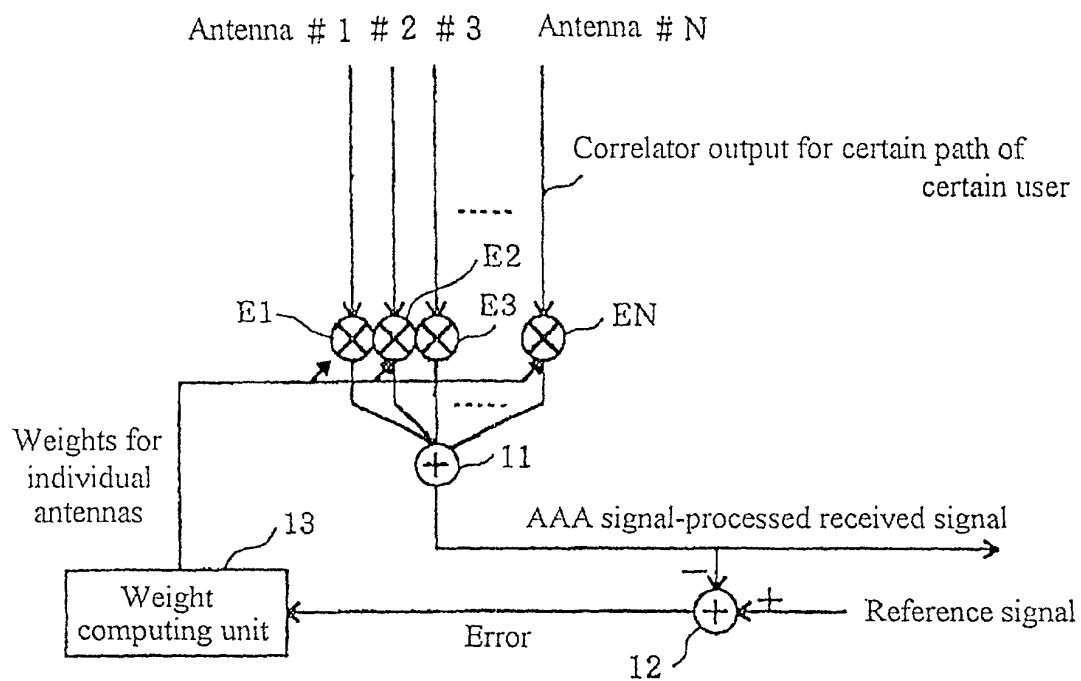 Antenna #1 #2 #3 Antenna #N
Correlator output for certain path of
certain user
E2
E1
E3
EN
Weights for
individual
antennas
11
AAA signal-processed received signal
13
−
+
Weight
computing unit
Reference signal
Error
12